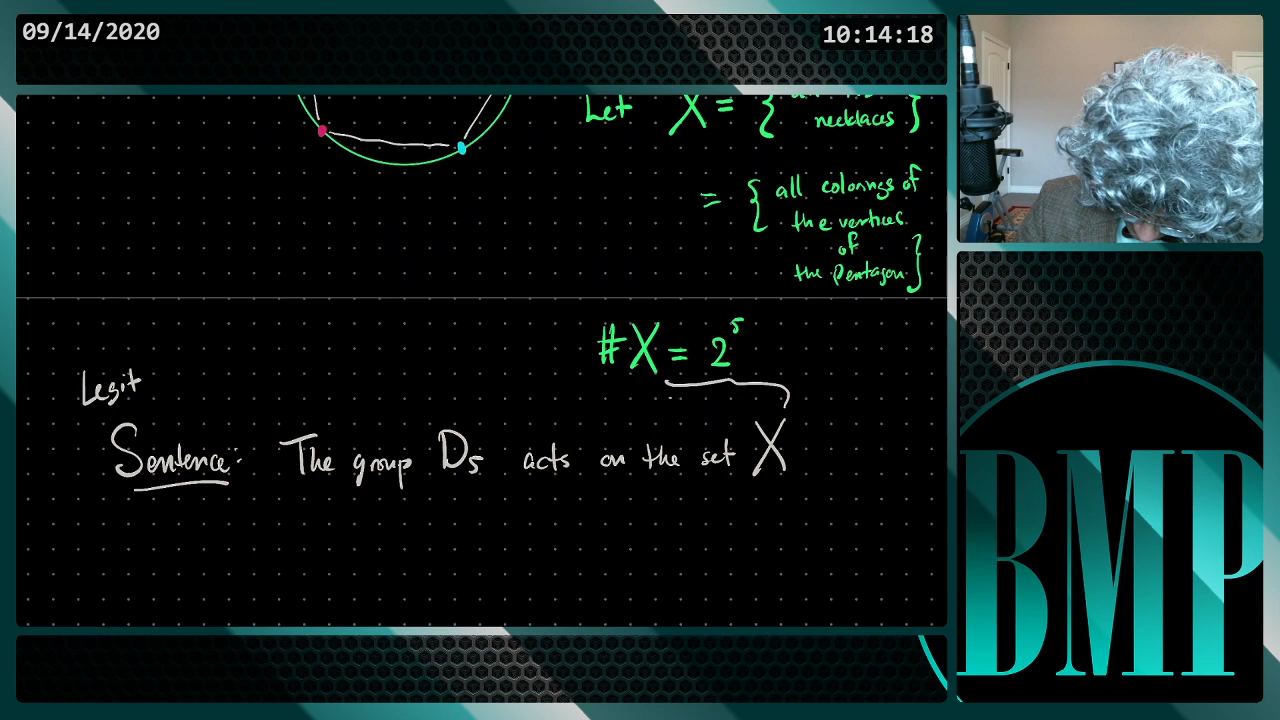 09/14/2020
10:14:18
Let X = {
necklaces }
= { all colorings of
the vertices
of
the Pentagon }
#X = 2⁵
Legit
Sentence: The group D₅ acts on the set X
BMP